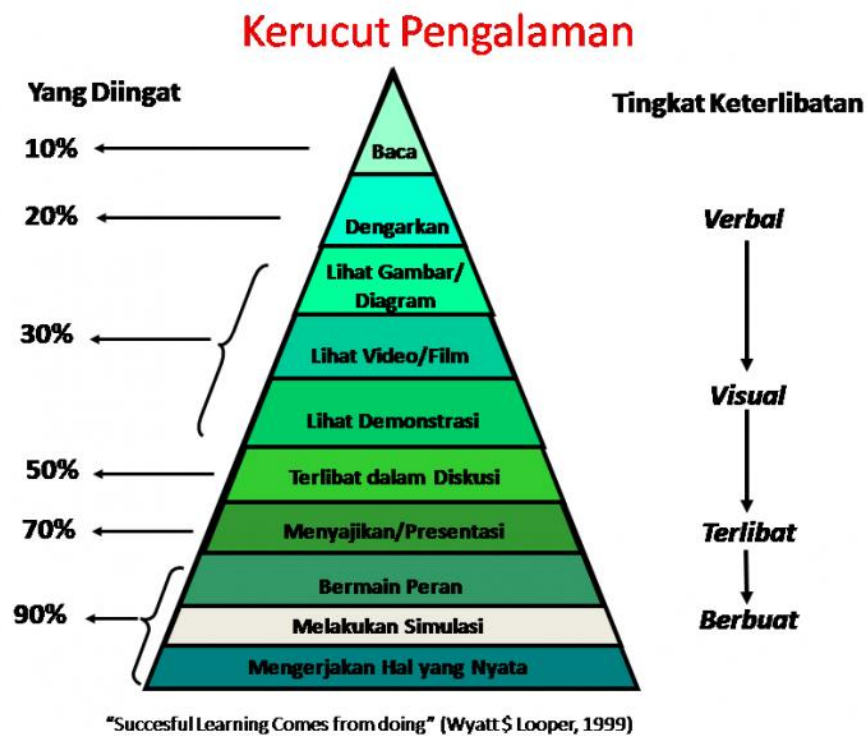 Kerucut Pengalaman
Yang Diingat
Tingkat Keterlibatan
10%
Baca
20%
Dengarkan
Verbal
Lihat Gambar/
Diagram
30%
Lihat Video/Film
Visual
Lihat Demonstrasi
50%
Terlibat dalam Diskusi
70%
Menyajikan/Presentasi
Terlibat
Bermain Peran
90%
Melakukan Simulasi
Berbuat
Mengerjakan Hal yang Nyata
"Succesful Learning Comes from doing" (Wyatt $ Looper, 1999)